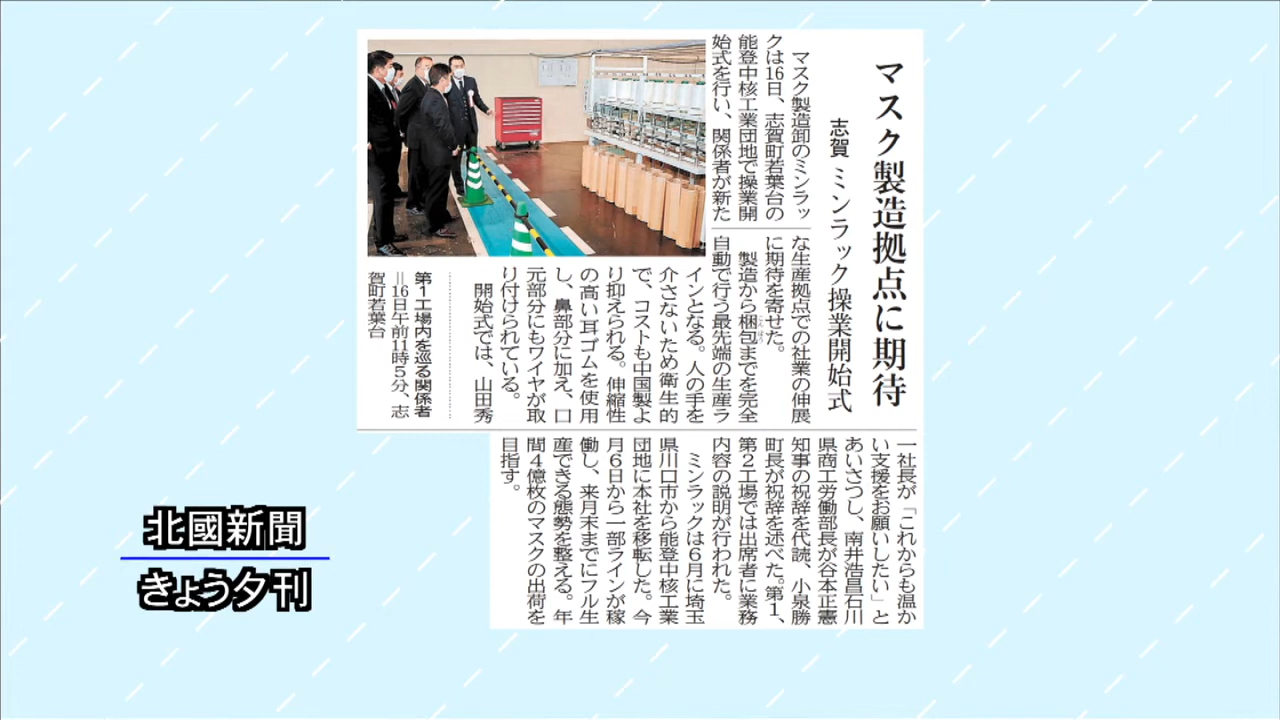 マスク製造拠点に期待
志賀 ミンラック操業開始式
マスク製造卸のミンラッ
クは16日、志賀町若葉台の
能登中核工業団地で操業開
始式を行い、関係者が新た
な生産拠点での社業の伸展
に期待を寄せた。
製造から梱包までを完全
こんぽう
自動で行う最先端の生産ラ
インとなる。人の手を
介さないため衛生的
で、コストも中国製よ
り抑えられる。伸縮性
の高い耳ゴムを使用
し、鼻部分に加え、口
元部分にもワイヤが取
り付けられている。
開始式では、山田秀
一社長が「これからも温か
い支援をお願いしたい」と
あいさつし、南井浩昌石川
県商工労働部長が谷本正憲
知事の祝辞を代読、小泉勝
町長が祝辞を述べた。第1、
第2工場では出席者に業務
内容の説明が行われた。
ミンラックは6月に埼玉
県川口市から能登中核工業
団地に本社を移転した。今
月6日から一部ラインが稼
働し、来月末までにフル生
産できる態勢を整える。年
間4億枚のマスクの出荷を
目指す。
第1工場内を巡る関係者
＝16日午前11時5分、志
賀町若葉台
北國新聞
きょう夕刊